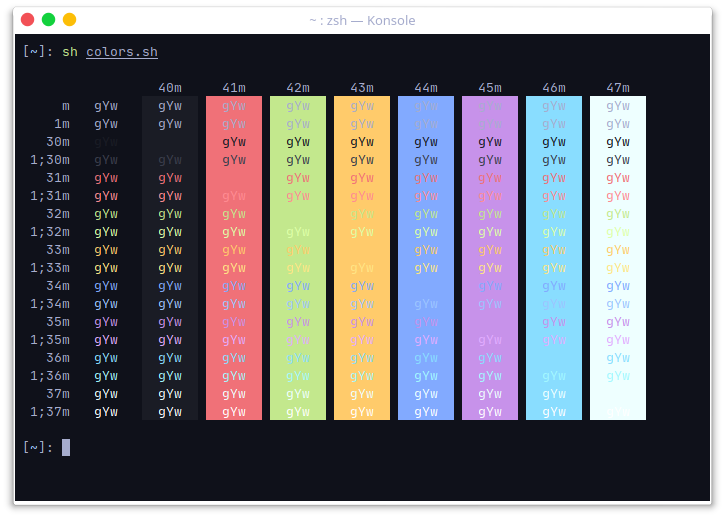 ~ : zsh — Konsole
[~]: sh colors.sh
40m 41m 42m 43m 44m 45m 46m 47m
m gYw gYw gYw gYw gYw gYw gYw gYw gYw
1m gYw gYw gYw gYw gYw gYw gYw gYw gYw
30m gYw gYw gYw gYw gYw gYw gYw gYw
1;30m gYw gYw gYw gYw gYw gYw gYw gYw gYw
31m gYw gYw gYw gYw gYw gYw gYw gYw
1;31m gYw gYw gYw gYw gYw gYw gYw gYw gYw
32m gYw gYw gYw gYw gYw gYw gYw gYw
1;32m gYw gYw gYw gYw gYw gYw gYw gYw gYw
33m gYw gYw gYw gYw gYw gYw gYw gYw
1;33m gYw gYw gYw gYw gYw gYw gYw gYw gYw
34m gYw gYw gYw gYw gYw gYw gYw gYw
1;34m gYw gYw gYw gYw gYw gYw gYw gYw gYw
35m gYw gYw gYw gYw gYw gYw gYw gYw
1;35m gYw gYw gYw gYw gYw gYw gYw gYw gYw
36m gYw gYw gYw gYw gYw gYw gYw gYw
1;36m gYw gYw gYw gYw gYw gYw gYw gYw gYw
37m gYw gYw gYw gYw gYw gYw gYw gYw
1;37m gYw gYw gYw gYw gYw gYw gYw gYw
[~]: